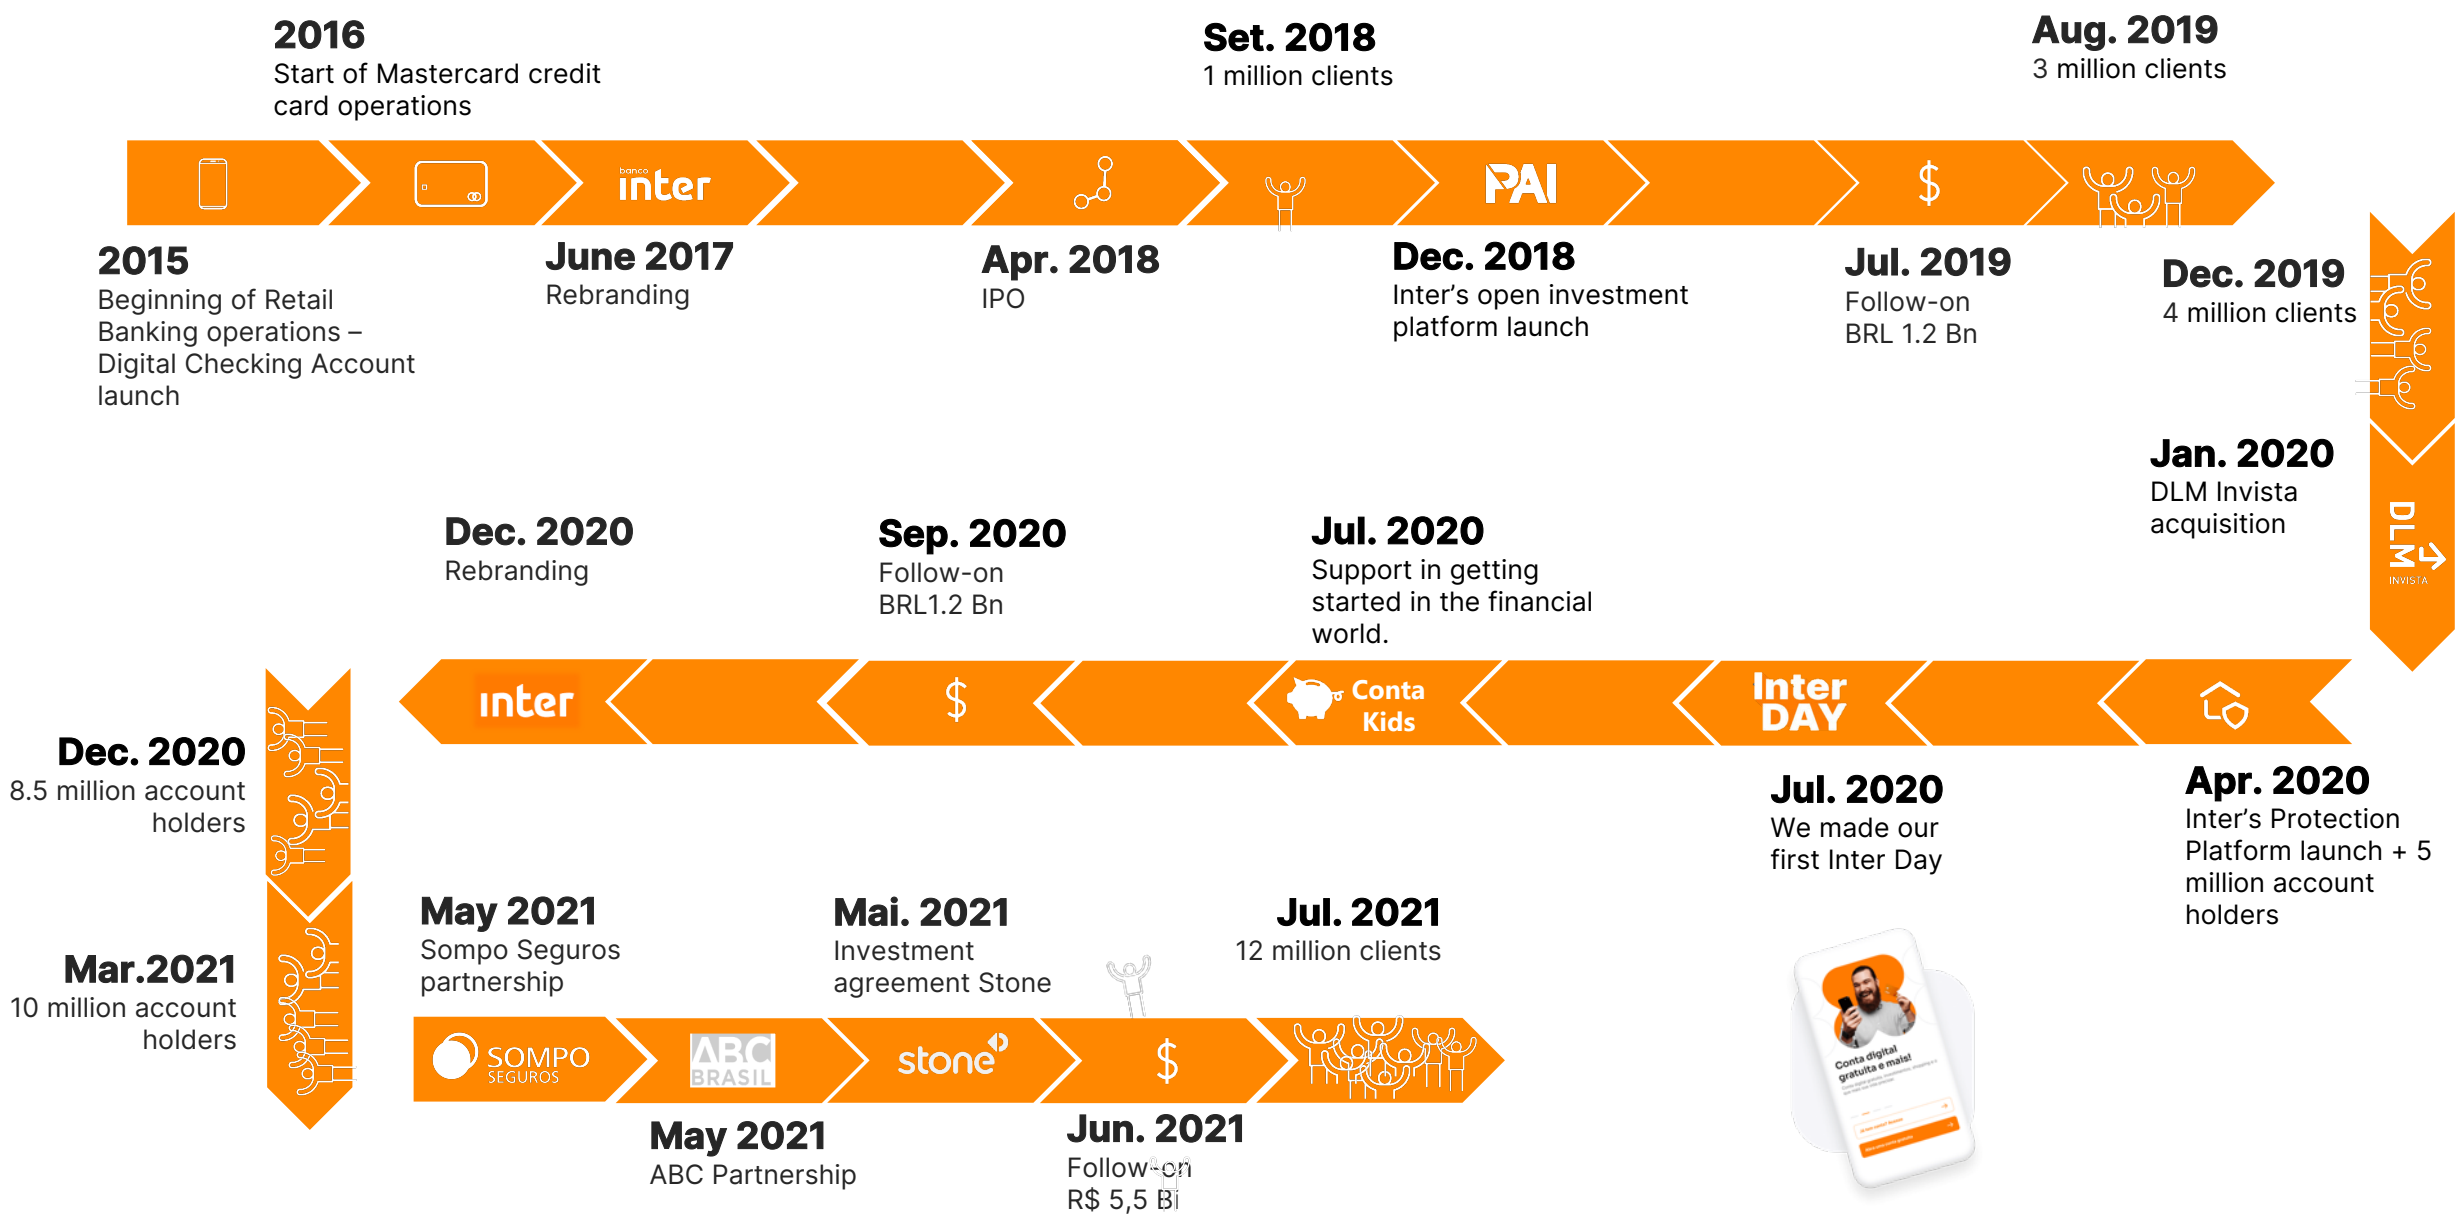 2016
Start of Mastercard credit
card operations
Set. 2018
1 million clients
Aug. 2019
3 million clients
banco
inter
PAI
$
2015
Beginning of Retail
Banking operations –
Digital Checking Account
launch
June 2017
Rebranding
Apr. 2018
IPO
Dec. 2018
Inter’s open investment
platform launch
Jul. 2019
Follow-on
BRL 1.2 Bn
Dec. 2019
4 million clients
Jan. 2020
DLM Invista
acquisition
DLM
INVISTA
Dec. 2020
Rebranding
Sep. 2020
Follow-on
BRL1.2 Bn
Jul. 2020
Support in getting
started in the financial
world.
inter
$
Conta
Kids
Inter
DAY
Dec. 2020
8.5 million account
holders
Jul. 2020
We made our
first Inter Day
Apr. 2020
Inter’s Protection
Platform launch + 5
million account
holders
Mar.2021
10 million account
holders
May 2021
Sompo Seguros
partnership
Mai. 2021
Investment
agreement Stone
Jul. 2021
12 million clients
SOMPO
SEGUROS
ABC
BRASIL
stone
$
May 2021
ABC Partnership
Jun. 2021
Follow-on
R$ 5,5 Bi
Conta digital
gratuita e mais!